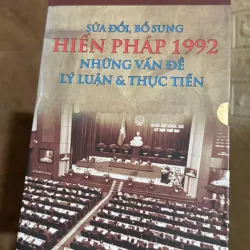 SỬA ĐỔI, BỔ SUNG
HIẾN PHÁP 1992
NHỮNG VẤN ĐỀ
LÝ LUẬN & THỰC TIỄN